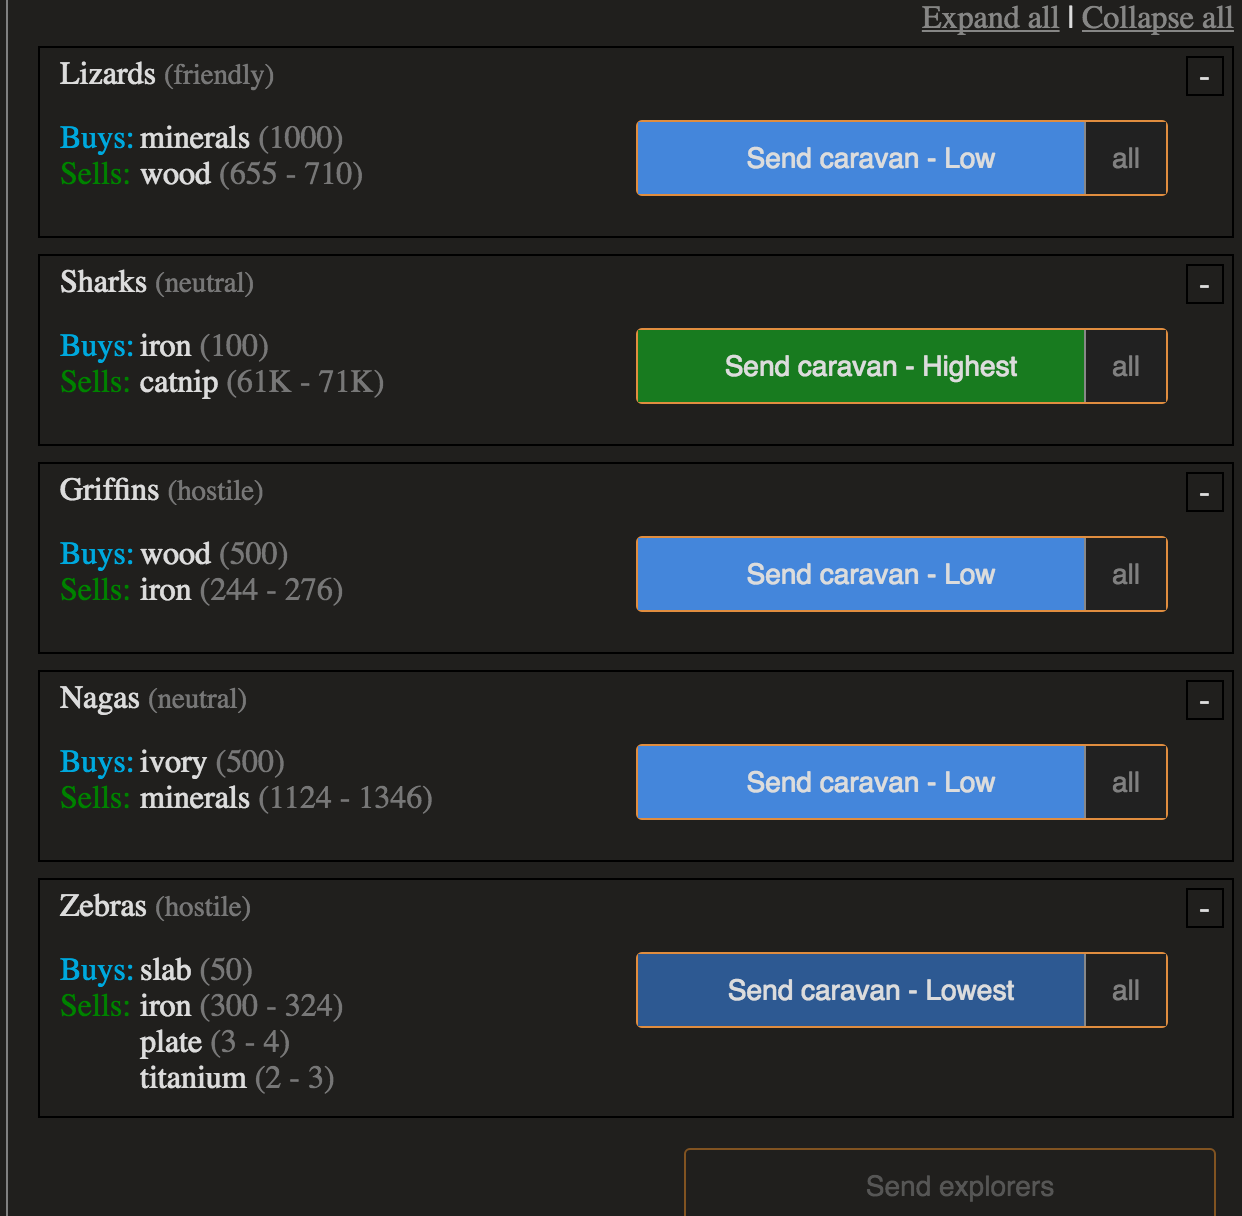 Expand all | Collapse all
Lizards (friendly)
-
Buys: minerals (1000)
Sells: wood (655 - 710)
Send caravan - Low
all
Sharks (neutral)
-
Buys: iron (100)
Sells: catnip (61K - 71K)
Send caravan - Highest
all
Griffins (hostile)
-
Buys: wood (500)
Sells: iron (244 - 276)
Send caravan - Low
all
Nagas (neutral)
-
Buys: ivory (500)
Sells: minerals (1124 - 1346)
Send caravan - Low
all
Zebras (hostile)
-
Buys: slab (50)
Sells: iron (300 - 324)
plate (3 - 4)
titanium (2 - 3)
Send caravan - Lowest
all
Send explorers